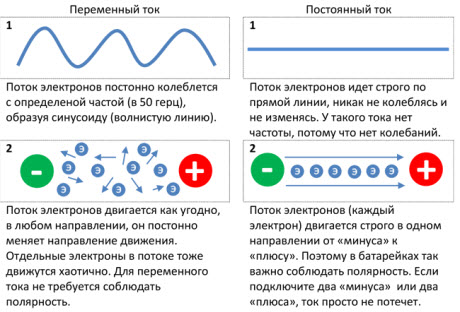 Переменный ток
1
Поток электронов постонно колеблется
с определеной частой (в 50 герц),
образуя синусоиду (волнистую линию).
2
Э Э Э Э Э Э Э Э
- +
Поток электронов двигается как угодно,
в любом направлении, он постонно
меняет направление движения.
Отдельные электроны в потоке тоже
движутся хаотично. Для переменного
тока не требуется соблюдать
полярность.
Постоянный ток
1
Поток электронов идет строго по
прямой линии, никак не колеблясь и
не изменясь. У такого тока нет
частоты, потому что нет колебаний.
2
- Э Э Э Э Э Э +
Поток электронов (каждый
электрон) двигается строго в одном
направлении от «минуса» к
«плюсу». Поэтому в батарейках так
важно соблюдать полярность. Если
подключите два «минуса» или два
«плюса», ток просто не потечет.